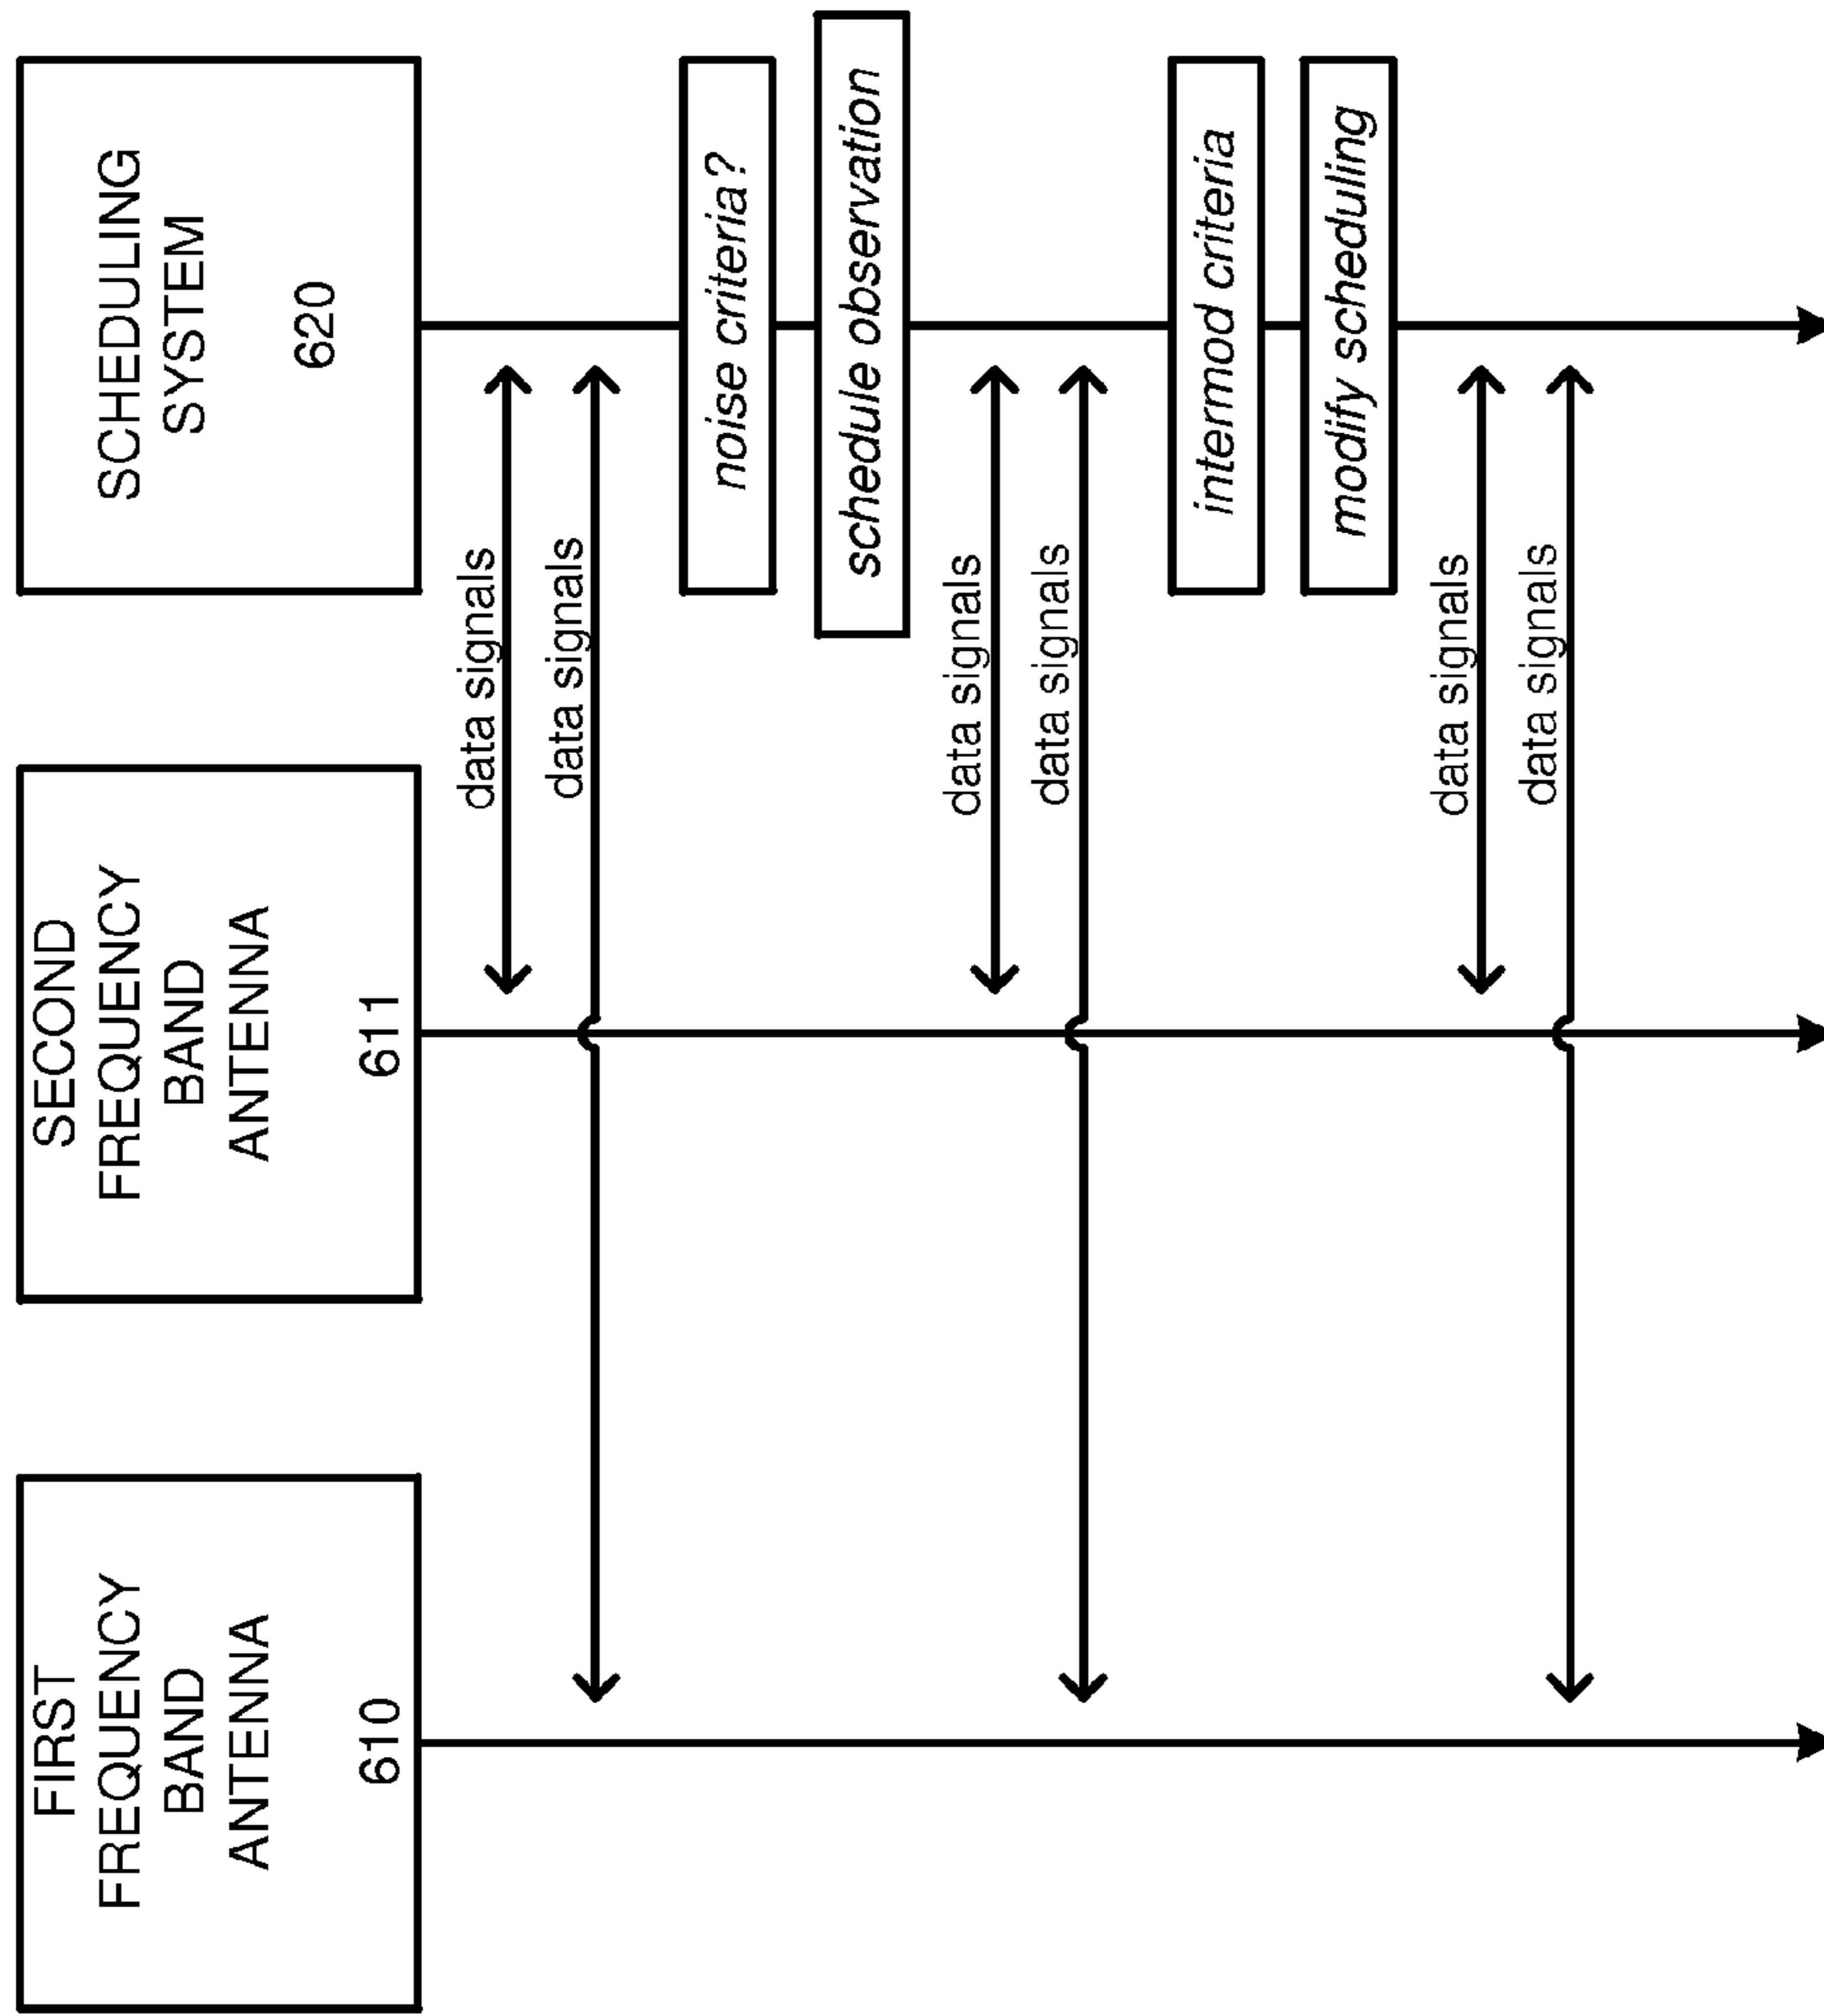 FIRST
FREQUENCY
BAND
ANTENNA
610
SECOND
FREQUENCY
BAND
ANTENNA
611
SCHEDULING
SYSTEM
620
data signals
data signals
noise criteria?
schedule observation
data signals
data signals
intermod criteria
modify scheduling
data signals
data signals